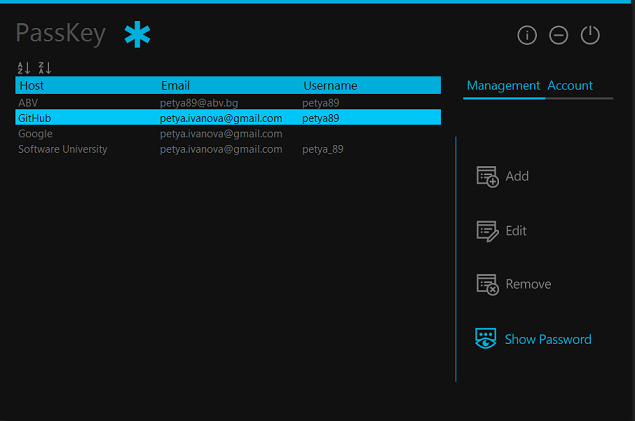 PassKey
A Z Z A
Host Email Username
ABV petya89@abv.bg petya89
GitHub petya.ivanova@gmail.com petya89
Google petya.ivanova@gmail.com
Software University petya.ivanova@gmail.com petya_89
Management Account
Add
Edit
Remove
Show Password